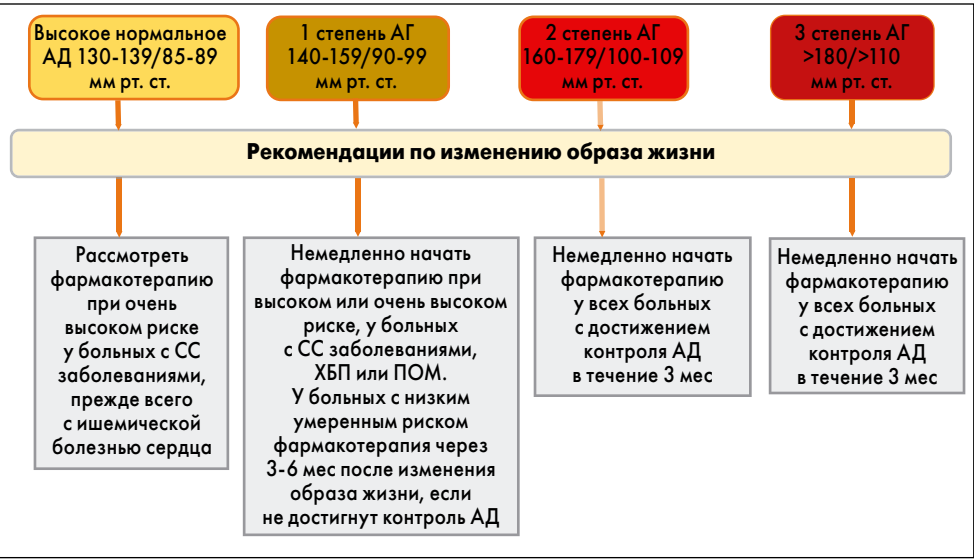 Высокое нормальное
АД 130-139/85-89
мм рт. ст.
1 степень АГ
140-159/90-99
мм рт. ст.
2 степень АГ
160-179/100-109
мм рт. ст.
3 степень АГ
>180/>110
мм рт. ст.
Рекомендации по изменению образа жизни
Рассмотреть
фармакотерапию
при очень
высоком риске
у больных с СС
заболеваниями,
прежде всего
с ишемической
болезнью сердца
Немедленно начать
фармакотерапию при
высоком или очень высоком
риске, у больных
с СС заболеваниями,
ХБП или ПОМ.
У больных с низким
умеренным риском
фармакотерапия через
3-6 мес после изменения
образа жизни, если
не достигнут контроль АД
Немедленно начать
фармакотерапию
у всех больных
с достижением
контроля АД
в течение 3 мес
Немедленно начать
фармакотерапию
у всех больных
с достижением
контроля АД
в течение 3 мес